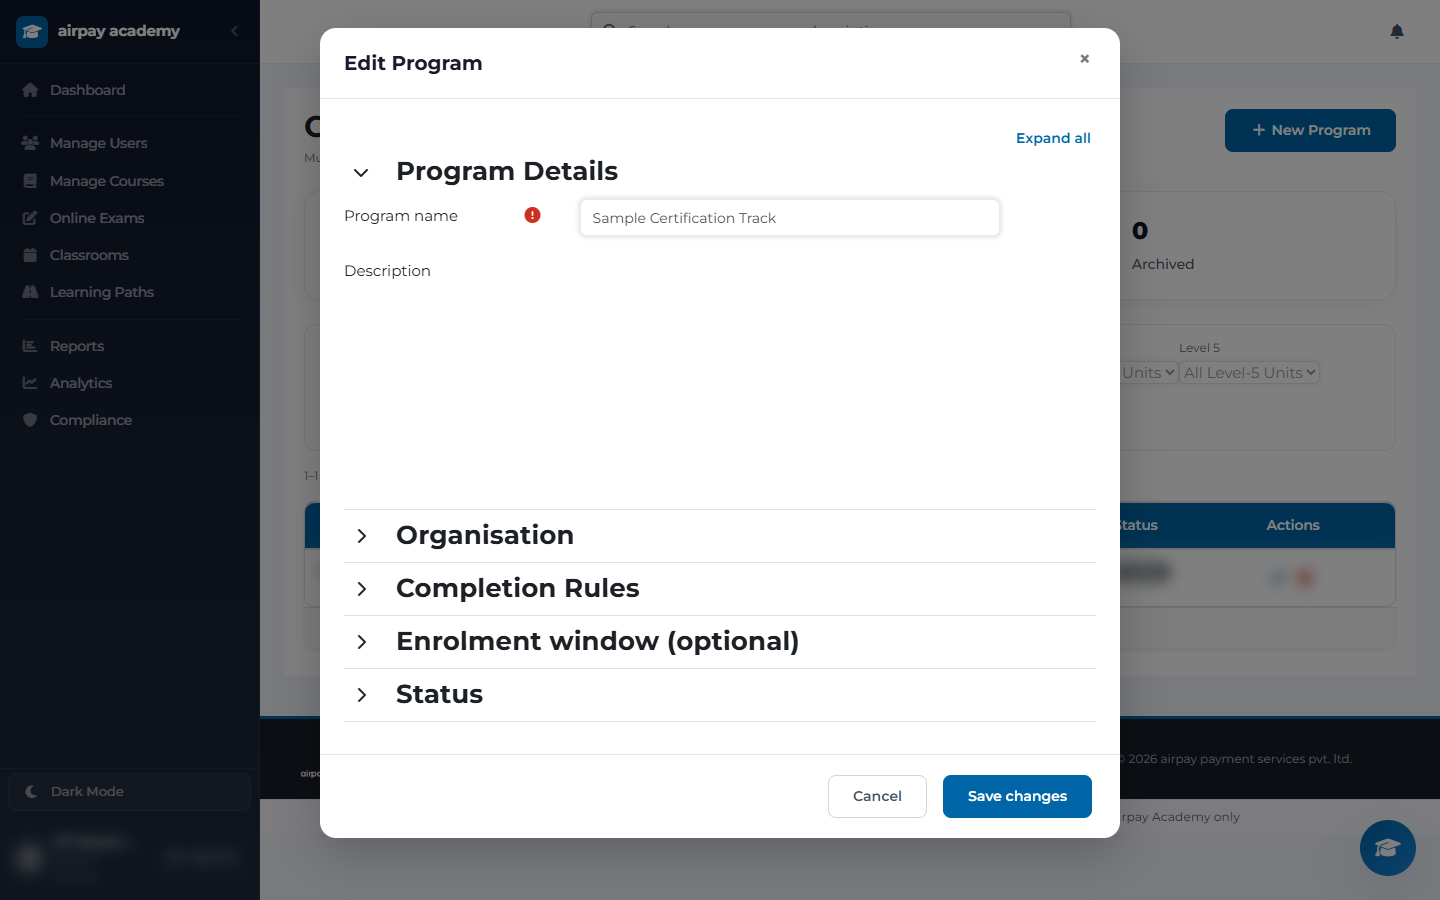 airpay academy
Dashboard
Manage Users
Manage Courses
Online Exams
Classrooms
Learning Paths
Reports
Analytics
Compliance
Dark Mode
New Program
0
Archived
Level 5
Units
All Level-5 Units
1-1
Status
Actions
© 2026 airpay payment services pvt. ltd.
Academy only
Edit Program
×
Expand all
Program Details
Program name
Sample Certification Track
Description
Organisation
Completion Rules
Enrolment window (optional)
Status
Cancel
Save changes